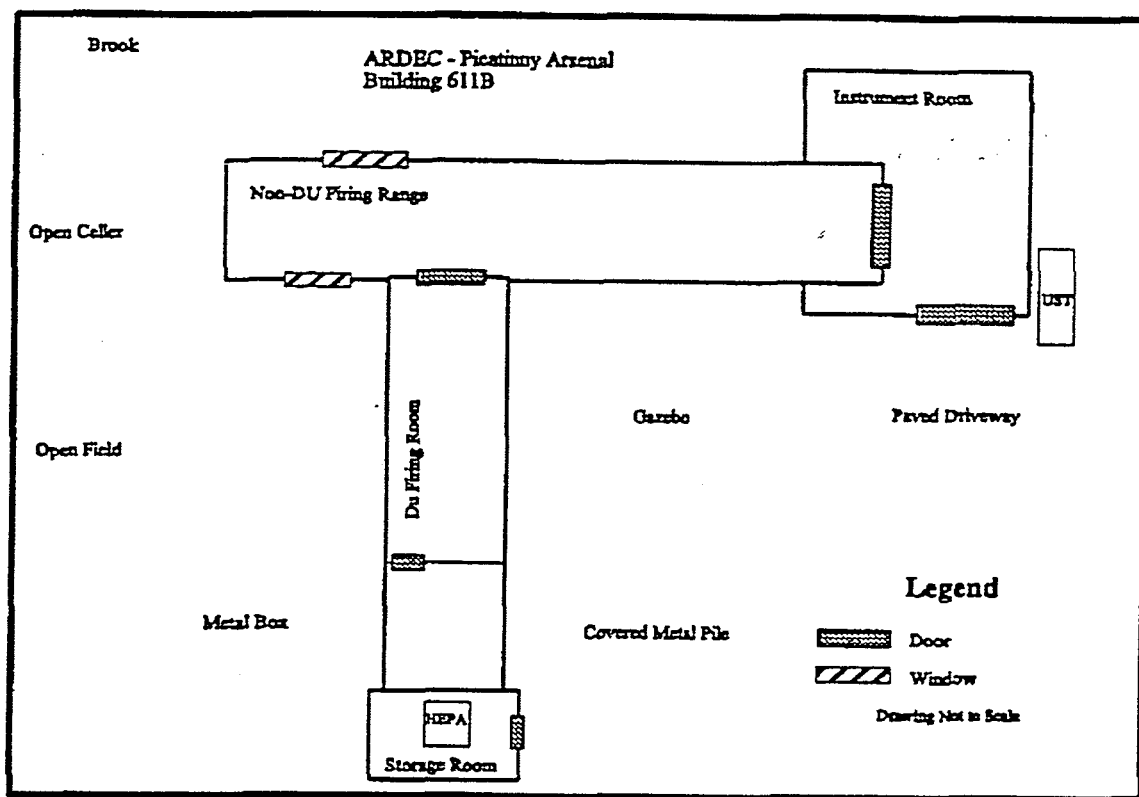 Brook
ARDEC - Picatinny Arsenal
Building 611B
Instrument Room
Non-DU Firing Range
Open Celler
UST
Du Firing Room
Gazebo
Paved Driveway
Open Field
Legend
Metal Box
Covered Metal Pile
Door
Window
HEPA
Drawing Not to Scale
Storage Room